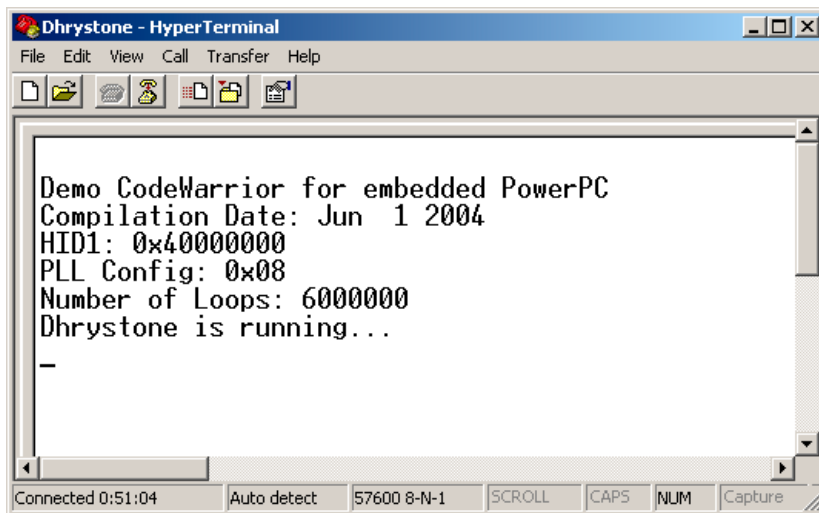 Dhrystone - HyperTerminal
File Edit View Call Transfer Help
Demo CodeWarrior for embedded PowerPC
Compilation Date: Jun  1 2004
HID1: 0x40000000
PLL Config: 0x08
Number of Loops: 6000000
Dhrystone is running...
_
Connected 0:51:04 Auto detect 57600 8-N-1 SCROLL CAPS NUM Capture